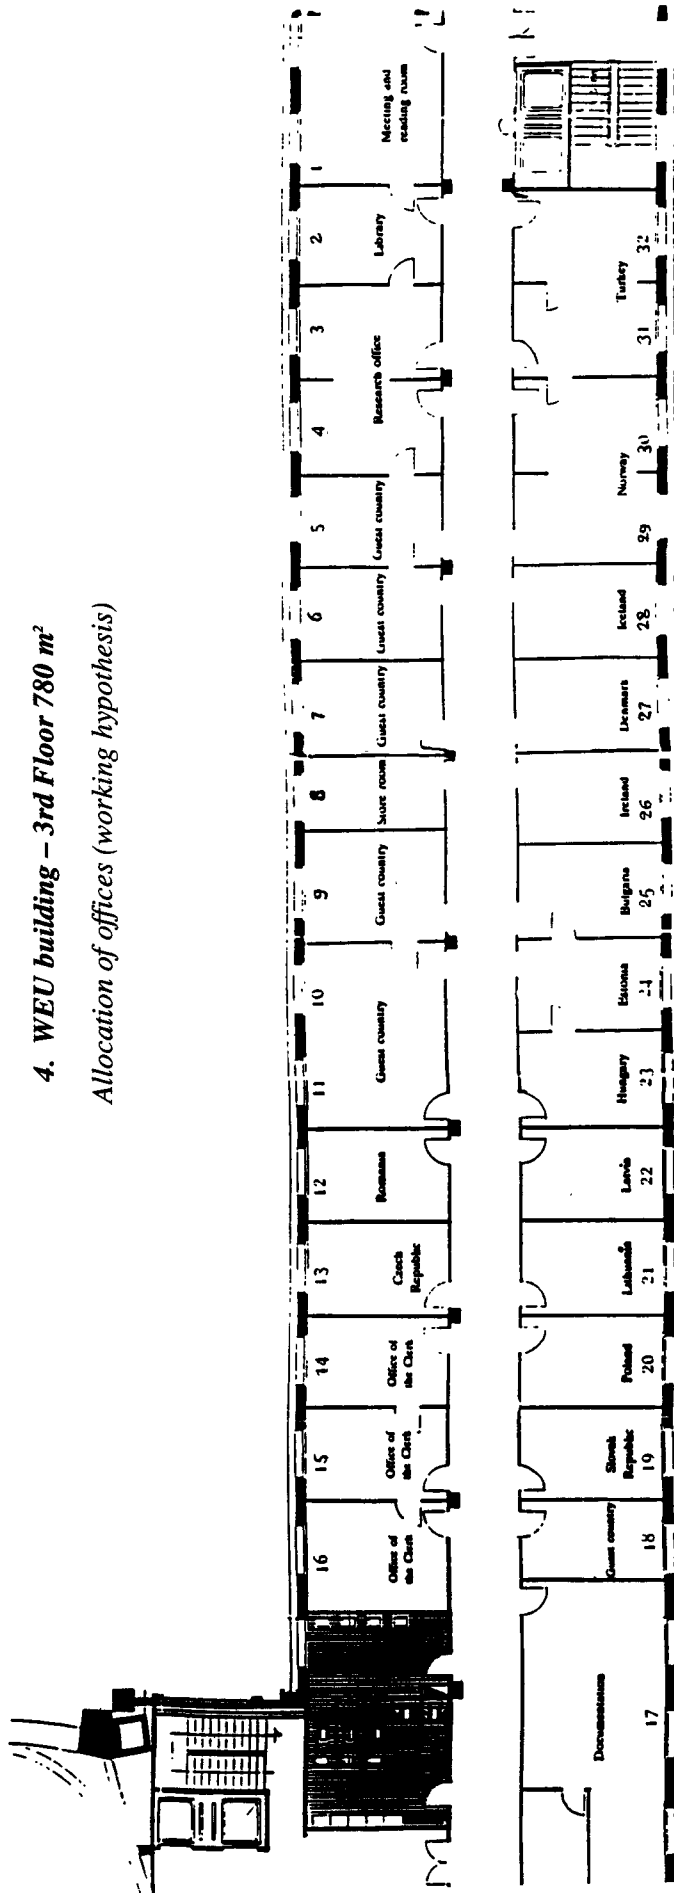 4. WEU building – 3rd Floor 780 m²
Allocation of offices (working hypothesis)
16
15
14
13
12
11
10
9
8
7
6
5
4
3
2
1
Office of
the Clerk
Office of
the Clerk
Office of
the Clerk
Czech
Republic
Romania
Guest country
Guest country
Store room
Guest country
Guest country
Guest country
Research office
Library
Meeting and
reading room
Documentation
Guest country
Slovak
Republic
Poland
Lithuania
Latvia
Hungary
Estonia
Bulgaria
Ireland
Denmark
Iceland
Norway
Turkey
17
18
19
20
21
22
23
24
25
26
27
28
29
30
31
32